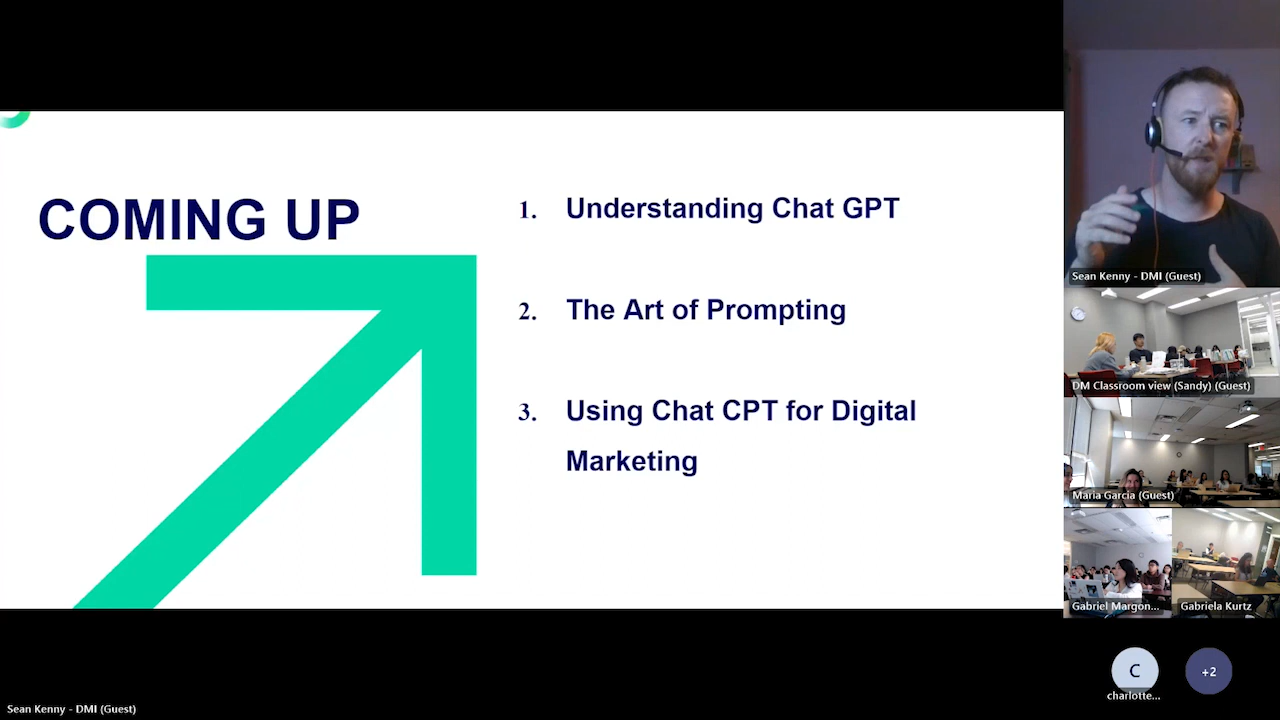 COMING UP
1. Understanding Chat GPT
2. The Art of Prompting
3. Using Chat CPT for Digital
Marketing
Sean Kenny - DMI (Guest)
DM Classroom view (Sandy) (Guest)
Maria Garcia (Guest)
Gabriel Margon...
Gabriela Kurtz
C
charlotte...
+2
Sean Kenny - DMI (Guest)